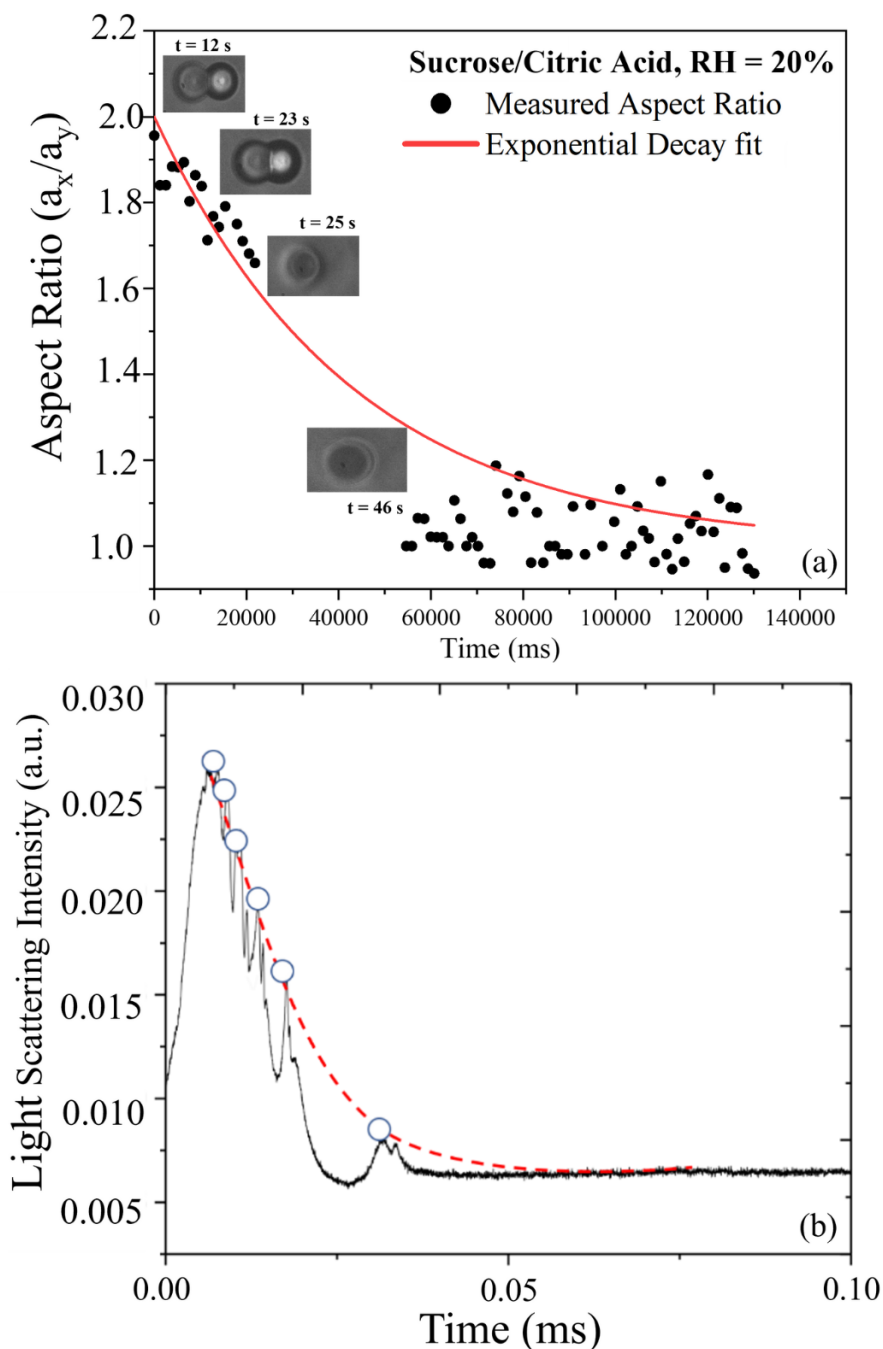 Sucrose/Citric Acid, RH = 20%
Measured Aspect Ratio
Exponential Decay fit
t = 12 s
t = 23 s
t = 25 s
t = 46 s
(a)
Aspect Ratio (a_x/a_y)
2.2
2.0
1.8
1.6
1.4
1.2
1.0
0 20000 40000 60000 80000 100000 120000 140000
Time (ms)
Light Scattering Intensity (a.u.)
0.030
0.025
0.020
0.015
0.010
0.005
(b)
0.00 0.05 0.10
Time (ms)